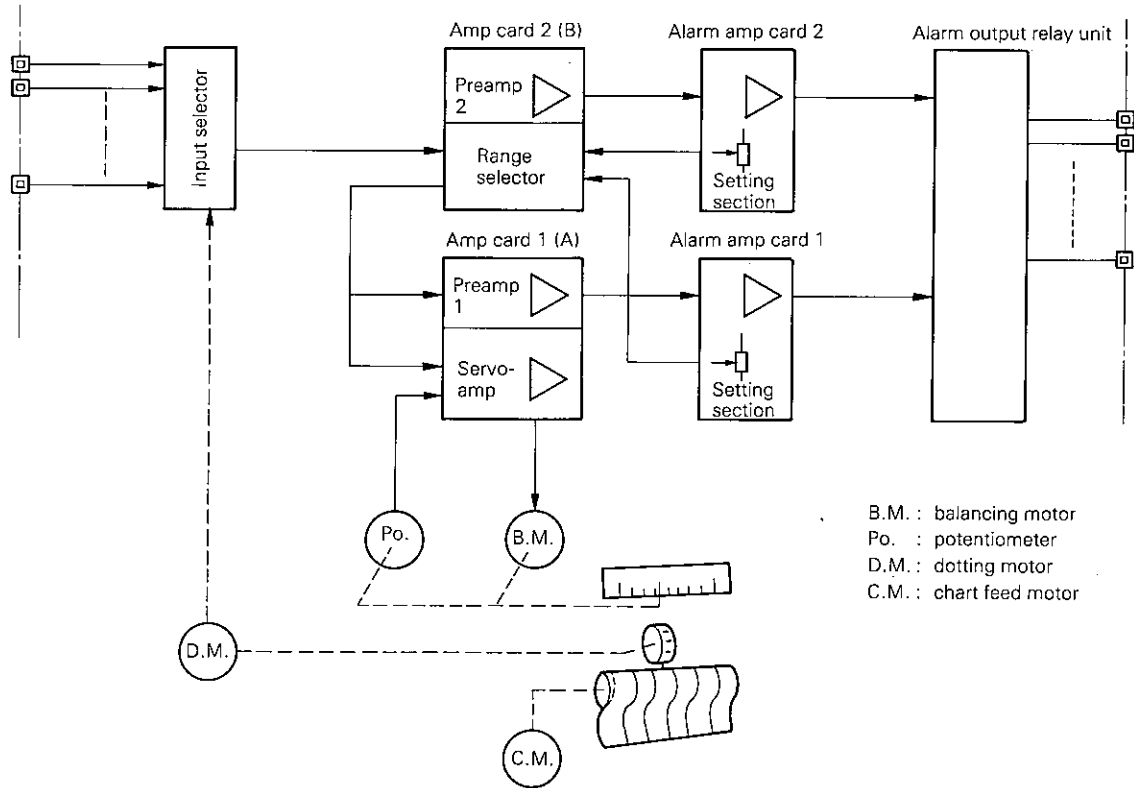 Amp card 2 (B)
Alarm amp card 2
Alarm output relay unit
Input selector
Preamp
2
Range
selector
Setting
section
Amp card 1 (A)
Alarm amp card 1
Preamp
1
Servo-
amp
Setting
section
Po.
B.M.
B.M. : balancing motor
Po. : potentiometer
D.M. : dotting motor
C.M. : chart feed motor
D.M.
C.M.